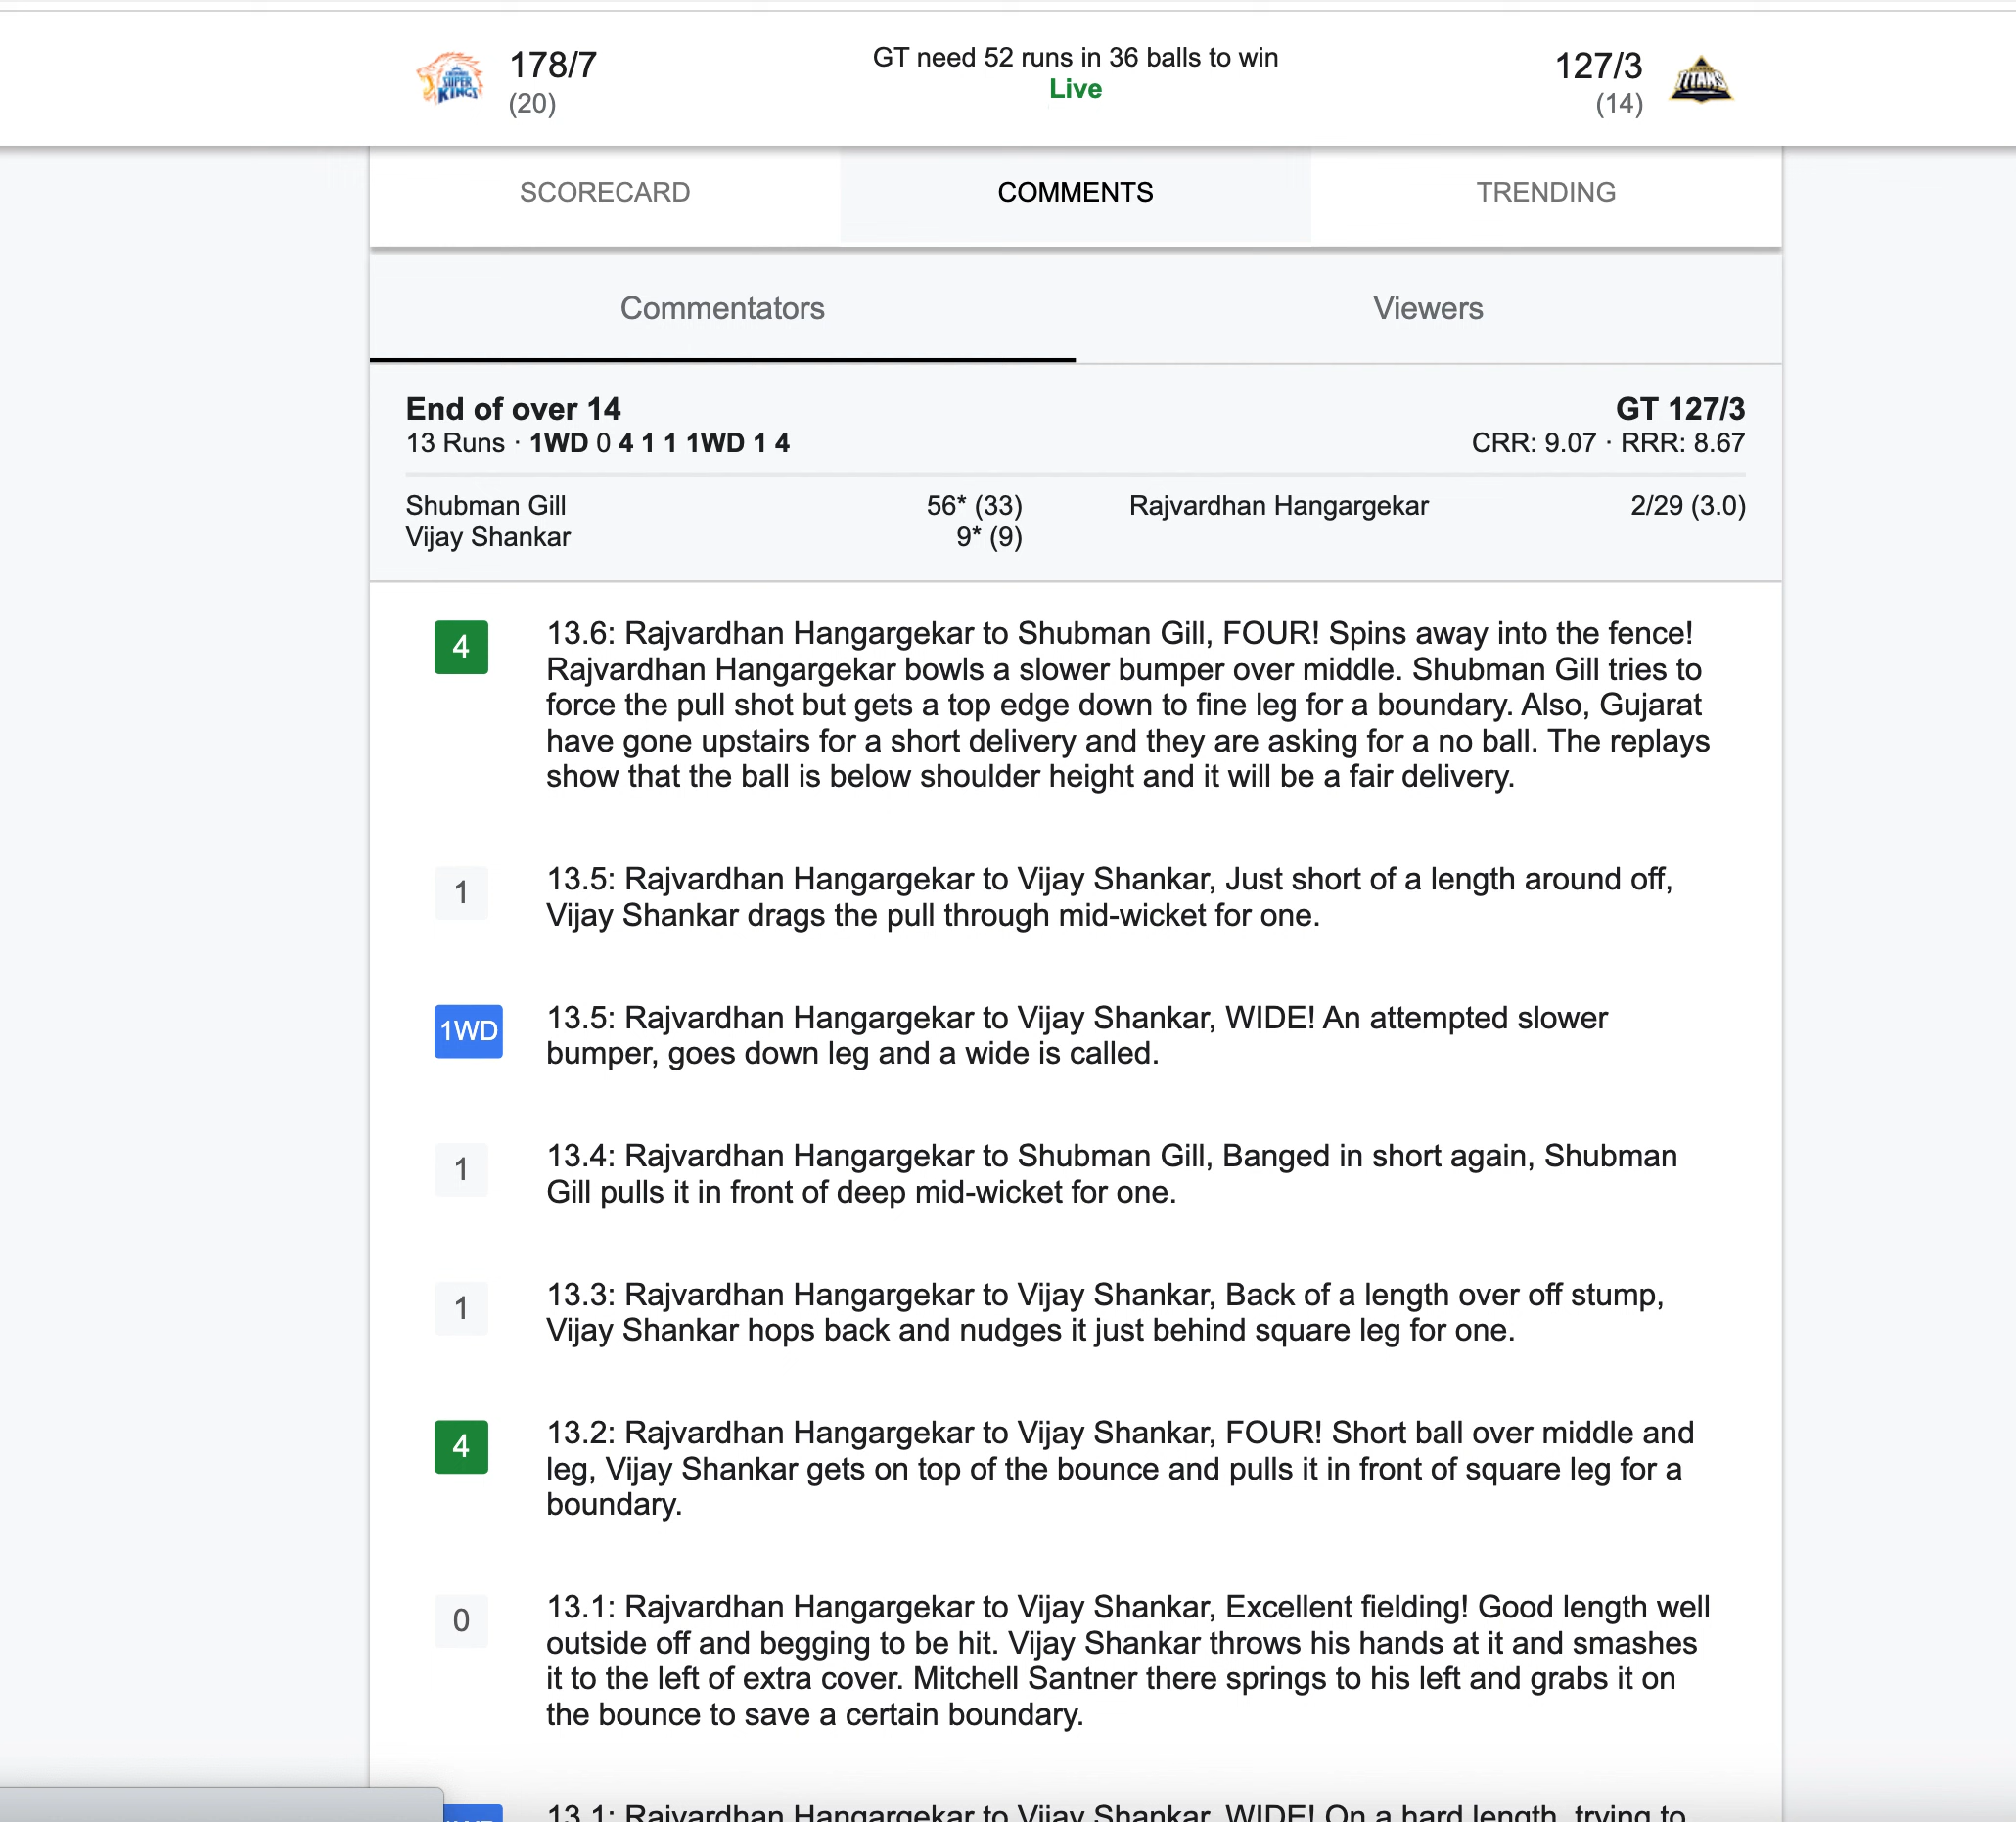 178/7
(20)
GT need 52 runs in 36 balls to win
Live
127/3
(14)
SUPER
KINGS
TITANS
SCORECARD
COMMENTS
TRENDING
Commentators
Viewers
End of over 14
GT 127/3
13 Runs · 1WD 0 4 1 1 1WD 1 4
CRR: 9.07 · RRR: 8.67
Shubman Gill 56* (33)
Rajvardhan Hangargekar 2/29 (3.0)
Vijay Shankar 9* (9)
4
13.6: Rajvardhan Hangargekar to Shubman Gill, FOUR! Spins away into the fence!
Rajvardhan Hangargekar bowls a slower bumper over middle. Shubman Gill tries to
force the pull shot but gets a top edge down to fine leg for a boundary. Also, Gujarat
have gone upstairs for a short delivery and they are asking for a no ball. The replays
show that the ball is below shoulder height and it will be a fair delivery.
1
13.5: Rajvardhan Hangargekar to Vijay Shankar, Just short of a length around off,
Vijay Shankar drags the pull through mid-wicket for one.
1WD
13.5: Rajvardhan Hangargekar to Vijay Shankar, WIDE! An attempted slower
bumper, goes down leg and a wide is called.
1
13.4: Rajvardhan Hangargekar to Shubman Gill, Banged in short again, Shubman
Gill pulls it in front of deep mid-wicket for one.
1
13.3: Rajvardhan Hangargekar to Vijay Shankar, Back of a length over off stump,
Vijay Shankar hops back and nudges it just behind square leg for one.
4
13.2: Rajvardhan Hangargekar to Vijay Shankar, FOUR! Short ball over middle and
leg, Vijay Shankar gets on top of the bounce and pulls it in front of square leg for a
boundary.
0
13.1: Rajvardhan Hangargekar to Vijay Shankar, Excellent fielding! Good length well
outside off and begging to be hit. Vijay Shankar throws his hands at it and smashes
it to the left of extra cover. Mitchell Santner there springs to his left and grabs it on
the bounce to save a certain boundary.
13.1: Rajvardhan Hangargekar to Vijay Shankar, WIDE! On a hard length, trying to